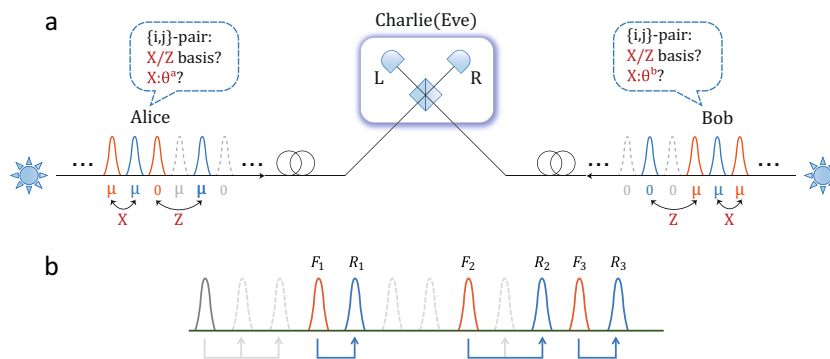 a
Charlie(Eve)
{i,j}-pair:
X/Z basis?
X:θᵃ?
{i,j}-pair:
X/Z basis?
X:θᵇ?
L
R
Alice
Bob
...
...
...
...
μ μ 0 μ μ 0
0 0 0 μ μ μ
X
Z
Z
X
b
F₁ R₁ F₂ R₂ F₃ R₃